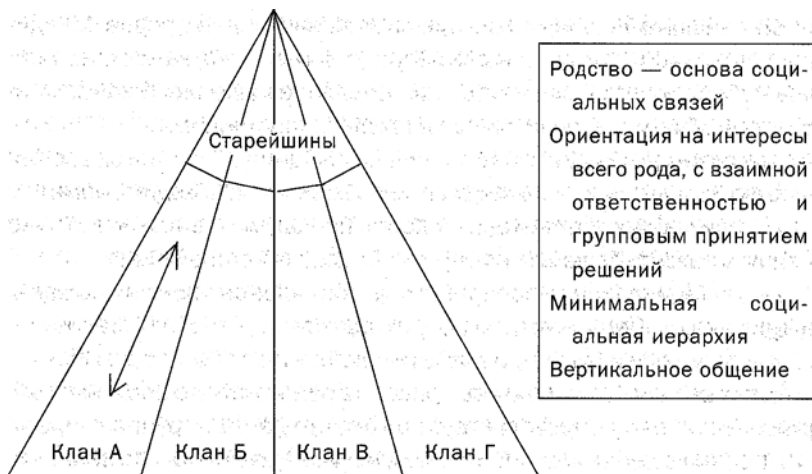 Старейшины
Клан А
Клан Б
Клан В
Клан Г
Родство — основа соци-
альных связей
Ориентация на интересы
всего рода, с взаимной
ответственностью и
групповым принятием
решений
Минимальная соци-
альная иерархия
Вертикальное общение